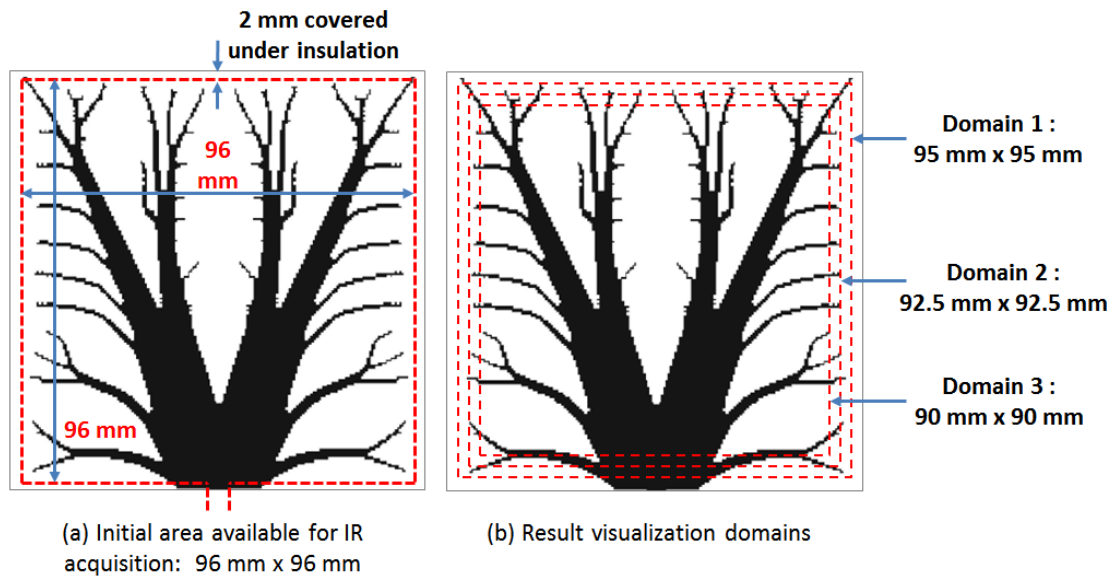 2 mm covered
under insulation
96
mm
96 mm
Domain 1 :
95 mm x 95 mm
Domain 2 :
92.5 mm x 92.5 mm
Domain 3 :
90 mm x 90 mm
(a) Initial area available for IR
acquisition: 96 mm x 96 mm
(b) Result visualization domains